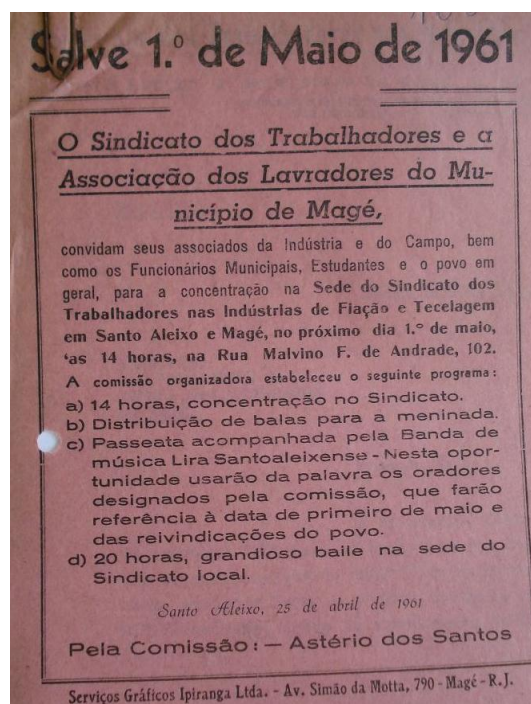 Salve 1.º de Maio de 1961
O Sindicato dos Trabalhadores e a
Associação dos Lavradores do Mu-
nicípio de Magé,
convidam seus associados da Indústria e do Campo, bem
como os Funcionários Municipais, Estudantes e o povo em
geral, para a concentração na Sede do Sindicato dos
Trabalhadores nas Indústrias de Fiação e Tecelagem
em Santo Aleixo e Magé, no próximo dia 1.º de maio,
'as 14 horas, na Rua Malvino F. de Andrade, 102.
A comissão organizadora estabeleceu o seguinte programa:
a) 14 horas, concentração no Sindicato.
b) Distribuição de balas para a meninada.
c) Passeata acompanhada pela Banda de
música Lira Santoaleixense - Nesta opor-
tunidade usarão da palavra os oradores
designados pela comissão, que farão
referência à data de primeiro de maio e
das reivindicações do povo.
d) 20 horas, grandioso baile na sede do
Sindicato local.
Santo Aleixo, 25 de abril de 1961
Pela Comissão: — Astério dos Santos
Serviços Gráficos Ipiranga Ltda. - Av. Simão da Motta, 790 - Magé - R.J.